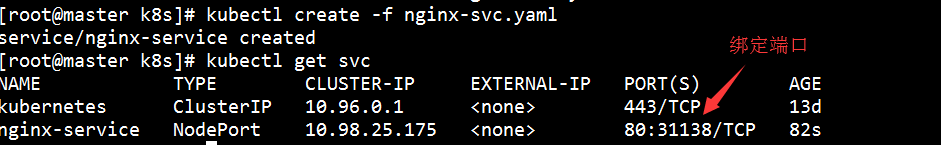 [root@master k8s]# kubectl create -f nginx-svc.yaml
service/nginx-service created
[root@master k8s]# kubectl get svc
绑定端口
NAME TYPE CLUSTER-IP EXTERNAL-IP PORT(S) AGE
kubernetes ClusterIP 10.96.0.1 <none> 443/TCP 13d
nginx-service NodePort 10.98.25.175 <none> 80:31138/TCP 82s